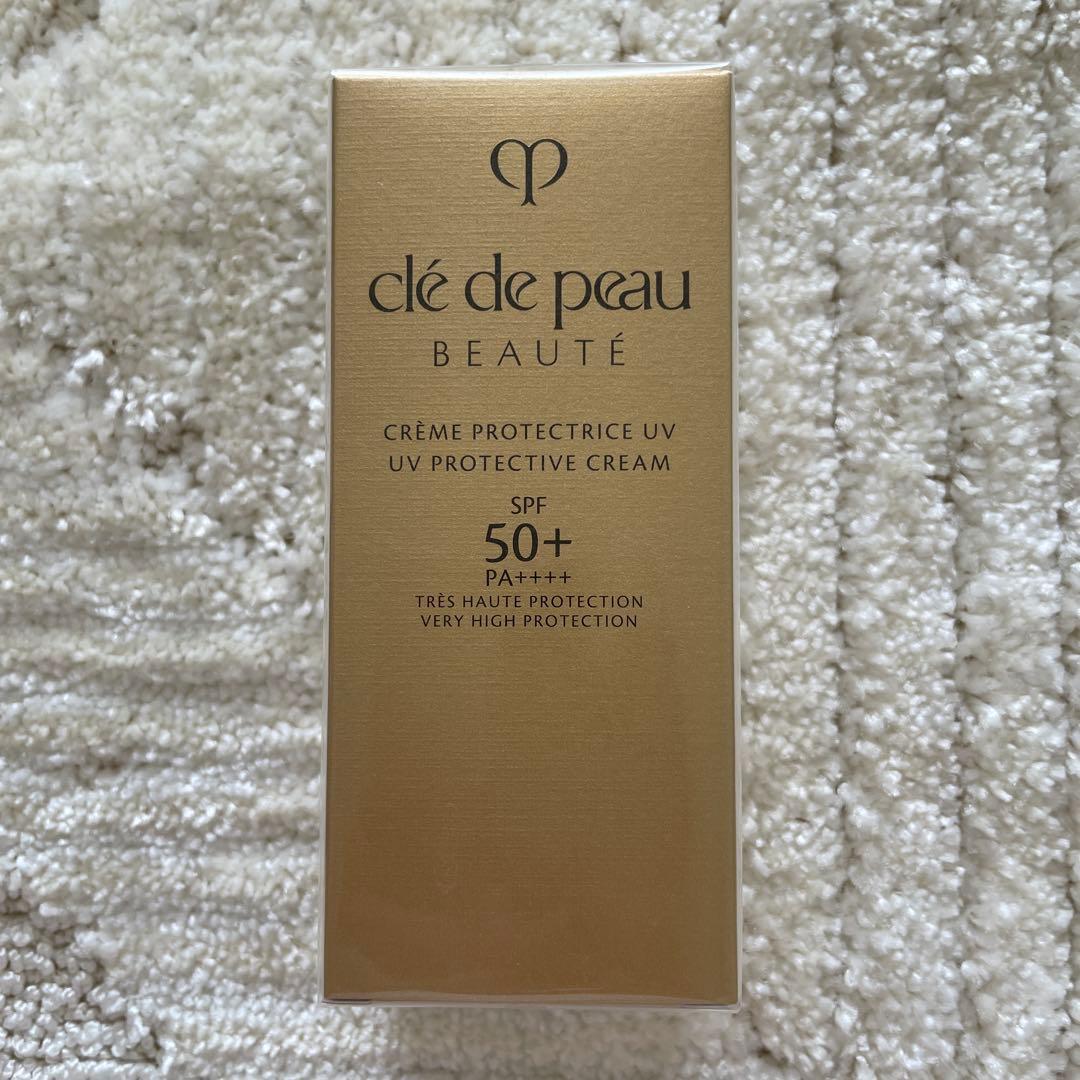 clé de peau
BEAUTÉ
CRÈME PROTECTRICE UV
UV PROTECTIVE CREAM
SPF
50+
PA++++
TRÈS HAUTE PROTECTION
VERY HIGH PROTECTION